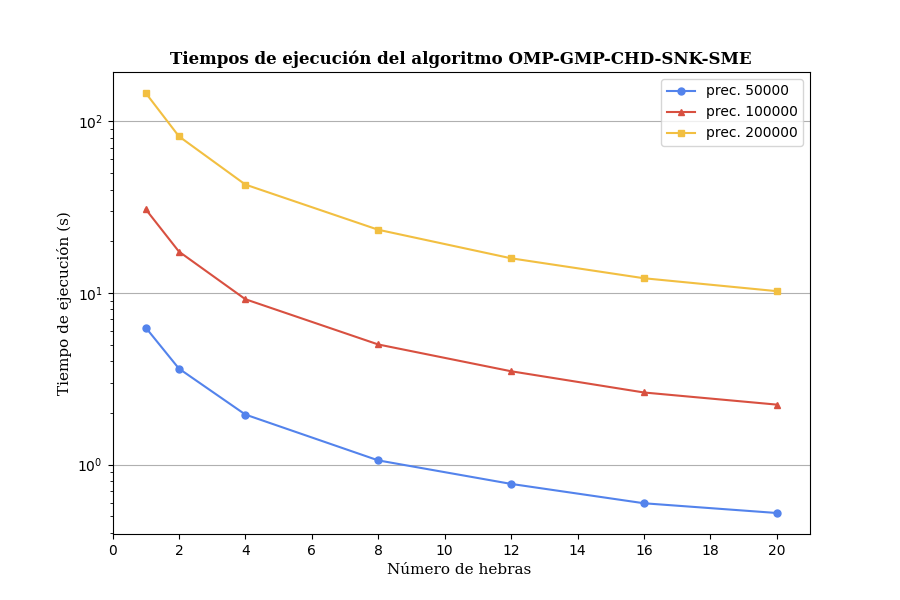 Tiempos de ejecución del algoritmo OMP-GMP-CHD-SNK-SME
prec. 50000
prec. 100000
prec. 200000
Tiempo de ejecución (s)
10²
10¹
10⁰
0 2 4 6 8 10 12 14 16 18 20
Número de hebras